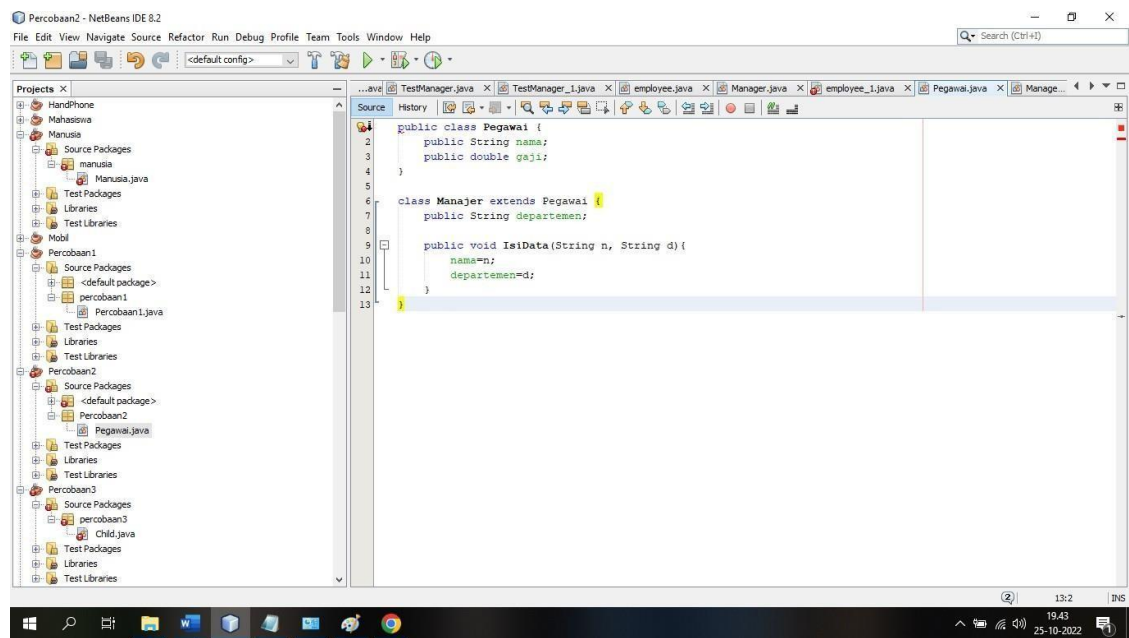 Percobaan2 - NetBeans IDE 8.2
File Edit View Navigate Source Refactor Run Debug Profile Team Tools Window Help
Search (Ctrl+I)
<default config>
Projects
...ava TestManager.java TestManager_1.java employee.java Manager.java employee_1.java Pegawai.java Manage...
Source History
HandPhone
Mahasiswa
Manusia
Source Packages
manusia
Manusia.java
Test Packages
Libraries
Test Libraries
Mobil
Percobaan1
Source Packages
<default package>
percobaan1
Percobaan1.java
Test Packages
Libraries
Test Libraries
Percobaan2
Source Packages
<default package>
Percobaan2
Pegawai.java
Test Packages
Libraries
Test Libraries
Percobaan3
Source Packages
percobaan3
Child.java
Test Packages
Libraries
Test Libraries
public class Pegawai {
2 public String nama;
3 public double gaji;
4 }
5
6 class Manajer extends Pegawai {
7 public String departemen;
8
9 public void IsiData(String n, String d){
10 nama=n;
11 departemen=d;
12 }
13 }
2 13:2 INS
19.43
25-10-2022